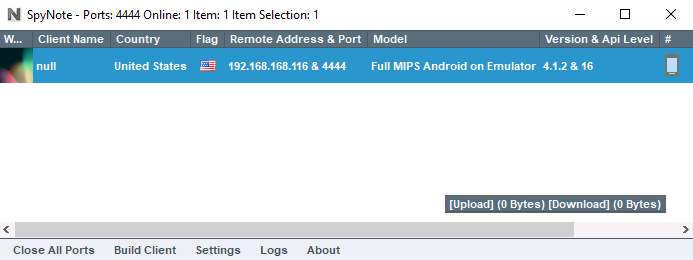 SpyNote - Ports: 4444 Online: 1 Item: 1 Item Selection: 1
W... Client Name Country Flag Remote Address & Port Model Version & Api Level #
null United States 192.168.168.116 & 4444 Full MIPS Android on Emulator 4.1.2 & 16
[Upload] (0 Bytes) [Download] (0 Bytes)
Close All Ports Build Client Settings Logs About